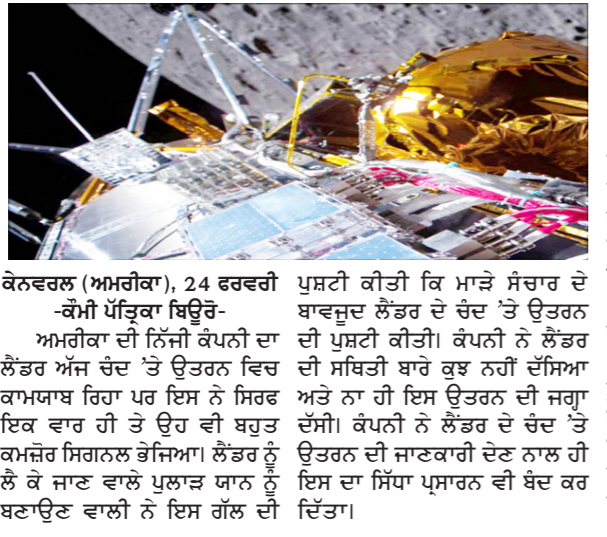 ਕੇਨਵਰਲ (ਅਮਰੀਕਾ), 24 ਫਰਵਰੀ
-ਕੌਮੀ ਪੱਤ੍ਰਿਕਾ ਬਿਊਰੋ-
ਅਮਰੀਕਾ ਦੀ ਨਿੱਜੀ ਕੰਪਨੀ ਦਾ
ਲੈਂਡਰ ਅੱਜ ਚੰਦ 'ਤੇ ਉਤਰਨ ਵਿਚ
ਕਾਮਯਾਬ ਰਿਹਾ ਪਰ ਇਸ ਨੇ ਸਿਰਫ
ਇਕ ਵਾਰ ਹੀ ਤੇ ਉਹ ਵੀ ਬਹੁਤ
ਕਮਜ਼ੋਰ ਸਿਗਨਲ ਭੇਜਿਆ। ਲੈਂਡਰ ਨੂੰ
ਲੈ ਕੇ ਜਾਣ ਵਾਲੇ ਪੁਲਾੜ ਯਾਨ ਨੂੰ
ਬਣਾਉਣ ਵਾਲੀ ਨੇ ਇਸ ਗੱਲ ਦੀ
ਪੁਸ਼ਟੀ ਕੀਤੀ ਕਿ ਮਾੜੇ ਸੰਚਾਰ ਦੇ
ਬਾਵਜੂਦ ਲੈਂਡਰ ਦੇ ਚੰਦ 'ਤੇ ਉਤਰਨ
ਦੀ ਪੁਸ਼ਟੀ ਕੀਤੀ। ਕੰਪਨੀ ਨੇ ਲੈਂਡਰ
ਦੀ ਸਥਿਤੀ ਬਾਰੇ ਕੁਝ ਨਹੀਂ ਦੱਸਿਆ
ਅਤੇ ਨਾ ਹੀ ਇਸ ਉਤਰਨ ਦੀ ਜਗ੍ਹਾ
ਦੱਸੀ। ਕੰਪਨੀ ਨੇ ਲੈਂਡਰ ਦੇ ਚੰਦ 'ਤੇ
ਉਤਰਨ ਦੀ ਜਾਣਕਾਰੀ ਦੇਣ ਨਾਲ ਹੀ
ਇਸ ਦਾ ਸਿੱਧਾ ਪ੍ਰਸਾਰਨ ਵੀ ਬੰਦ ਕਰ
ਦਿੱਤਾ।